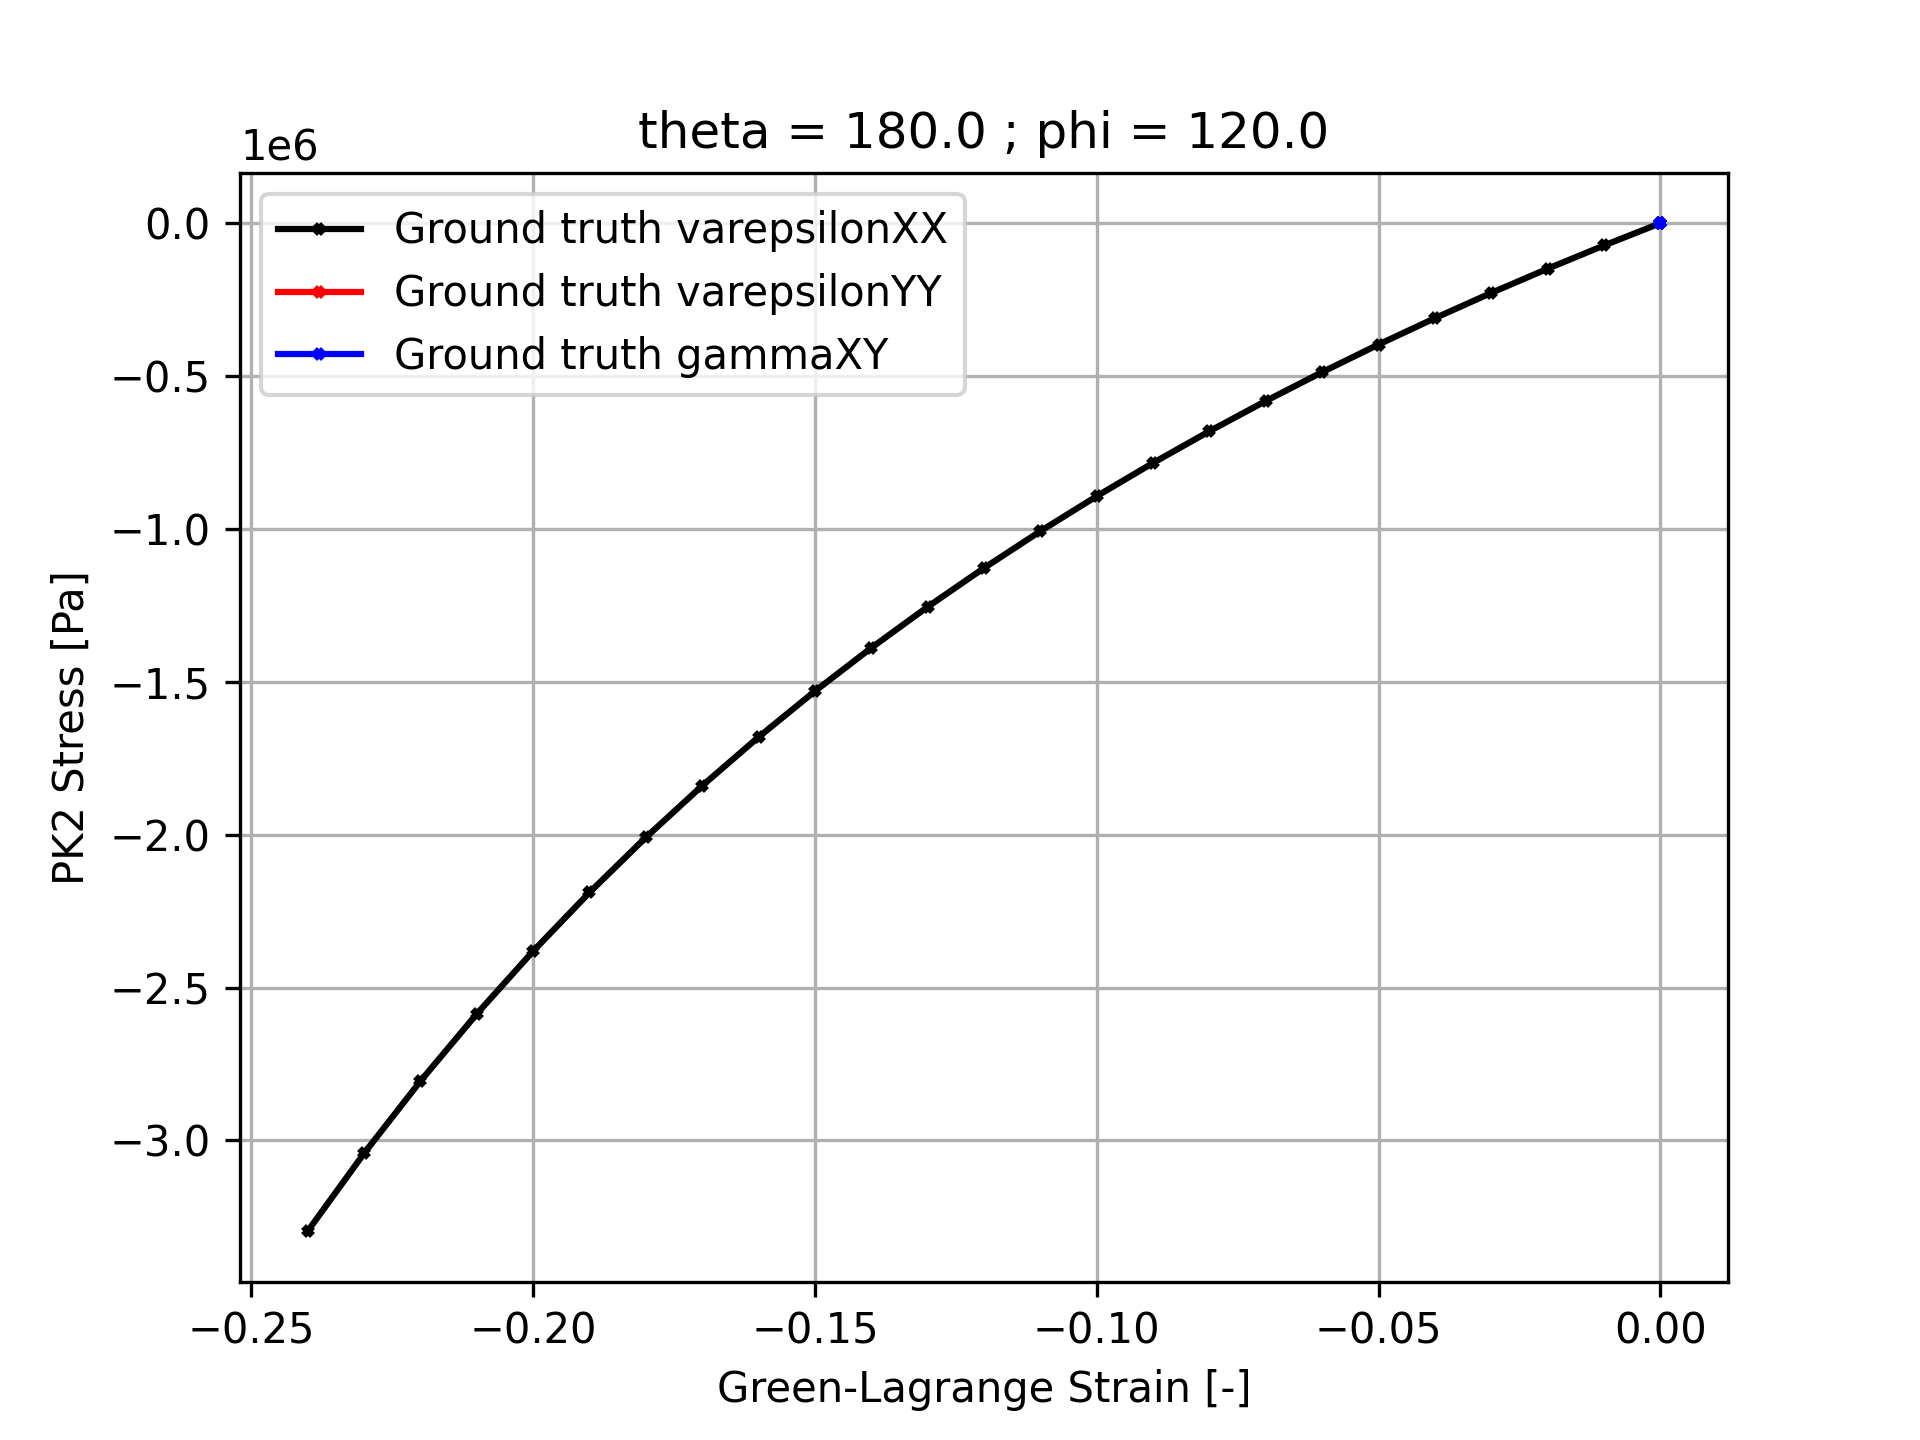 theta = 180.0 ; phi = 120.0
1e6
Ground truth varepsilonXX
Ground truth varepsilonYY
Ground truth gammaXY
0.0
−0.5
−1.0
−1.5
−2.0
−2.5
−3.0
PK2 Stress [Pa]
−0.25 −0.20 −0.15 −0.10 −0.05 0.00
Green-Lagrange Strain [-]